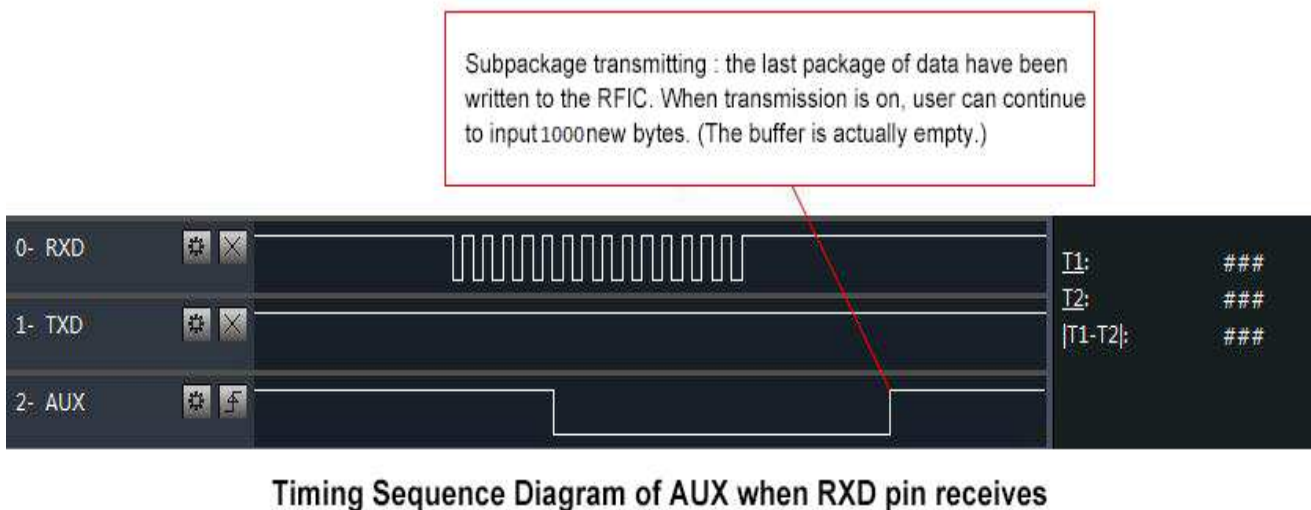 Subpackage transmitting : the last package of data have been
written to the RFIC. When transmission is on, user can continue
to input 1000new bytes. (The buffer is actually empty.)
0- RXD
T1: ###
1- TXD
T2: ###
|T1-T2|: ###
2- AUX
Timing Sequence Diagram of AUX when RXD pin receives